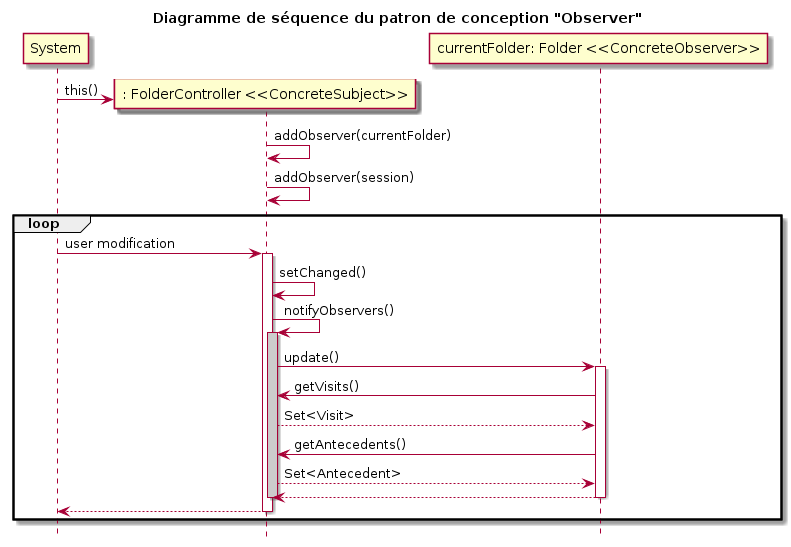 Diagramme de séquence du patron de conception "Observer"
System
currentFolder: Folder <<ConcreteObserver>>
this()
: FolderController <<ConcreteSubject>>
addObserver(currentFolder)
addObserver(session)
loop
user modification
setChanged()
notifyObservers()
update()
getVisits()
Set<Visit>
getAntecedents()
Set<Antecedent>